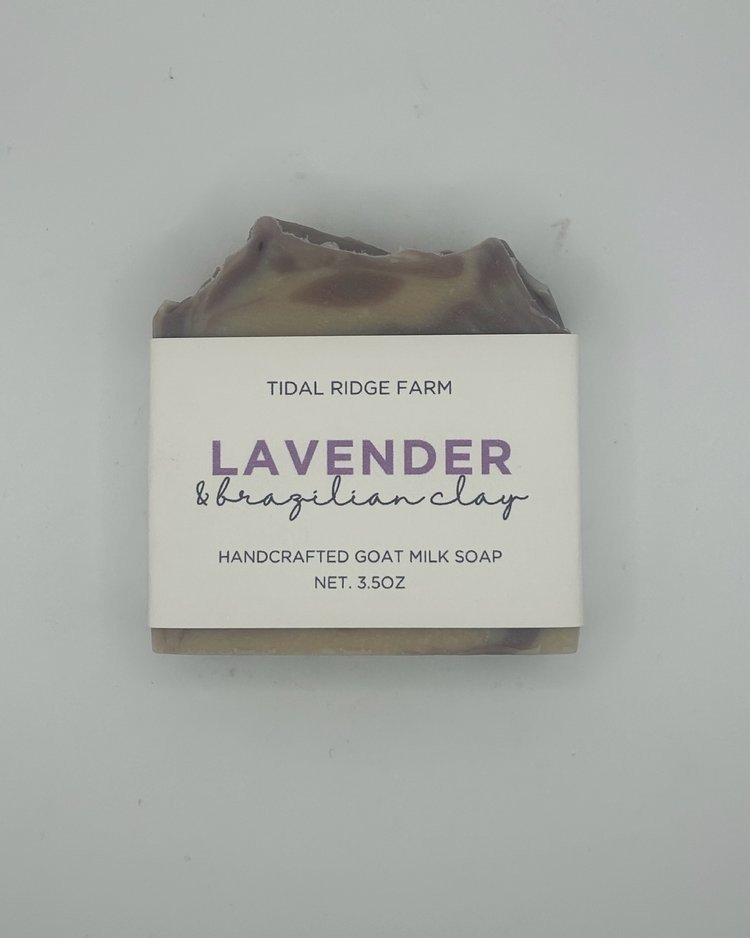 TIDAL RIDGE FARM
LAVENDER
& brazilian clay
HANDCRAFTED GOAT MILK SOAP
NET. 3.5OZ